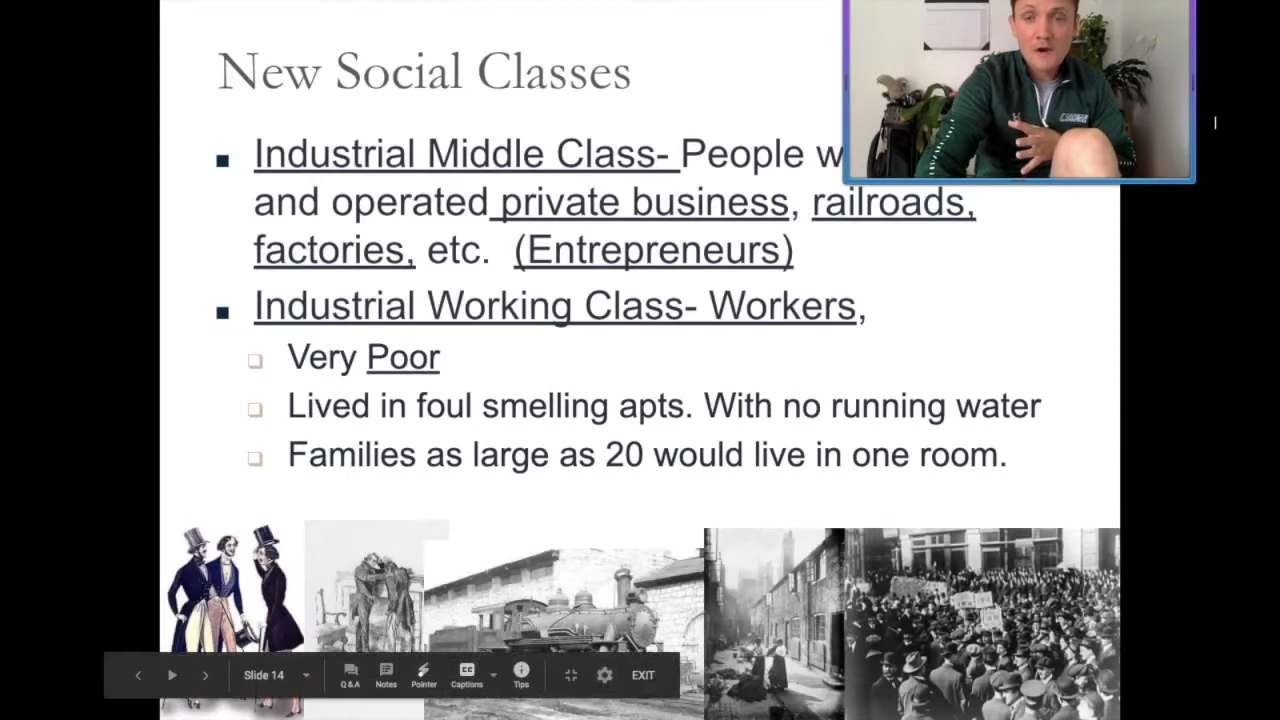 New Social Classes
Industrial Middle Class- People w
and operated private business, railroads,
factories, etc. (Entrepreneurs)
Industrial Working Class- Workers,
Very Poor
Lived in foul smelling apts. With no running water
Families as large as 20 would live in one room.
Slide 14
Q & A Notes Pointer Captions Tips EXIT